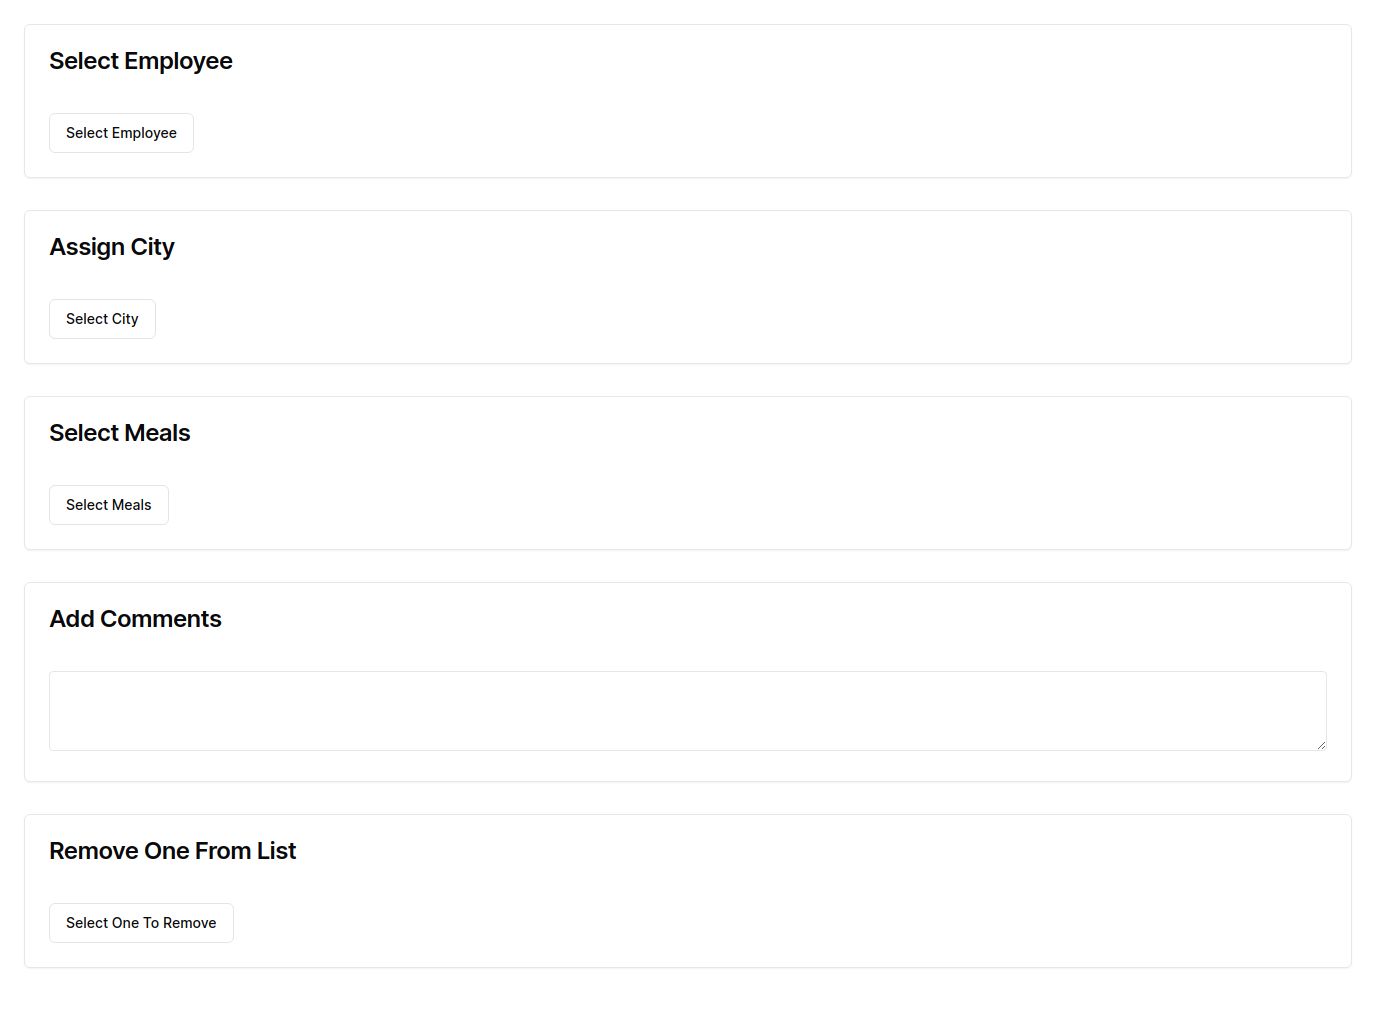 Select Employee
Select Employee
Assign City
Select City
Select Meals
Select Meals
Add Comments
Remove One From List
Select One To Remove